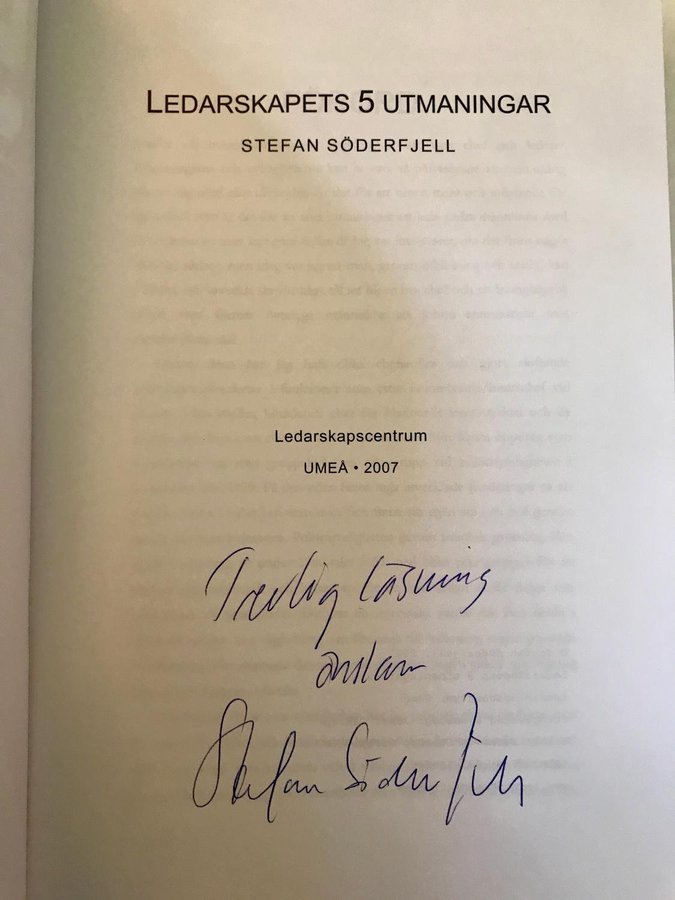 LEDARSKAPETS 5 UTMANINGAR
STEFAN SÖDERFJELL
Ledarskapscentrum
UMEÅ • 2007
Trevlig läsning
önskar
Stefan Söderfjell